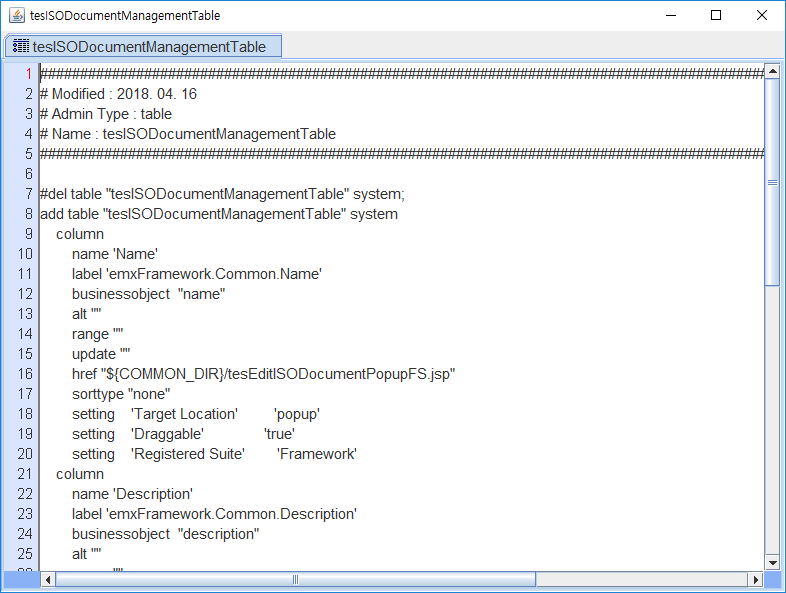 tesISODocumentManagementTable
tesISODocumentManagementTable
1 ####################################################################################################
2 # Modified : 2018. 04. 16
3 # Admin Type : table
4 # Name : tesISODocumentManagementTable
5 ####################################################################################################
6
7 #del table "tesISODocumentManagementTable" system;
8 add table "tesISODocumentManagementTable" system
9 column
10 name 'Name'
11 label 'emxFramework.Common.Name'
12 businessobject "name"
13 alt ""
14 range ""
15 update ""
16 href "${COMMON_DIR}/tesEditISODocumentPopupFS.jsp"
17 sorttype "none"
18 setting 'Target Location' 'popup'
19 setting 'Draggable' 'true'
20 setting 'Registered Suite' 'Framework'
21 column
22 name 'Description'
23 label 'emxFramework.Common.Description'
24 businessobject "description"
25 alt ""